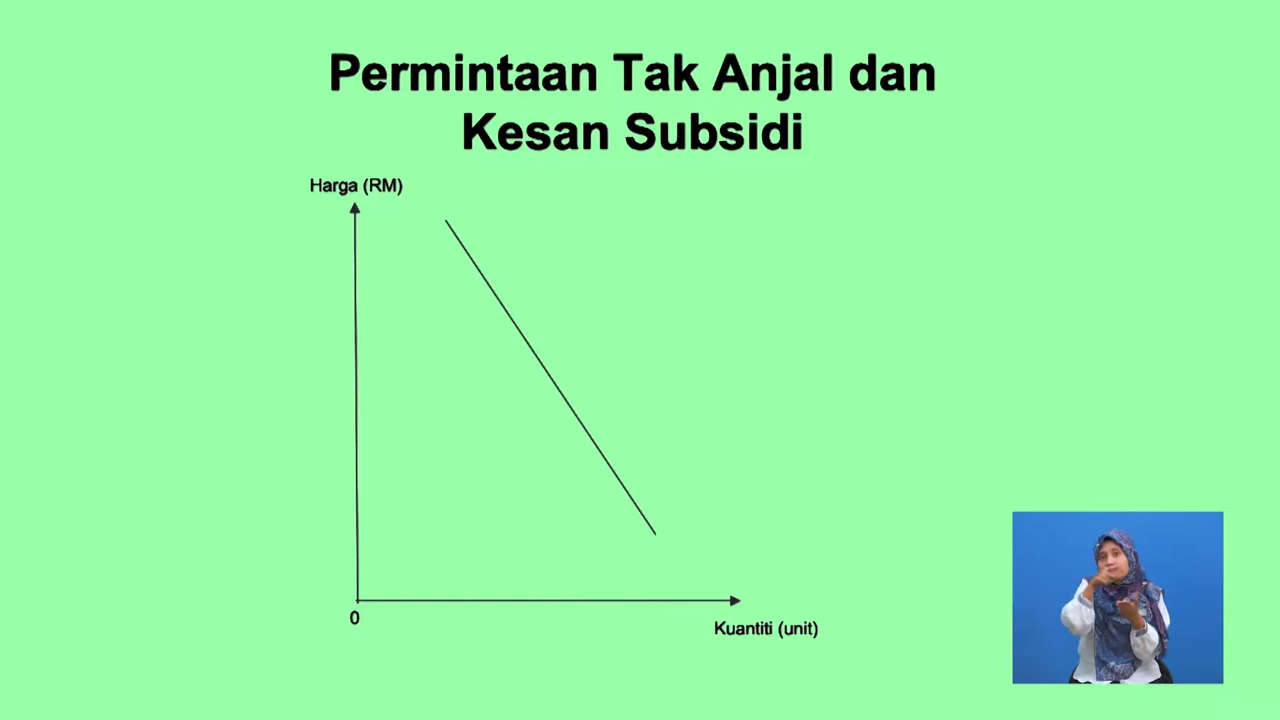 Permintaan Tak Anjal dan
Kesan Subsidi
Harga (RM)
0
Kuantiti (unit)